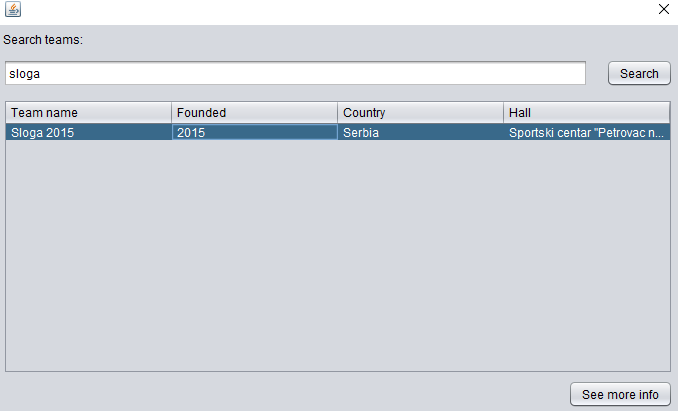 Search teams:
sloga Search
Team name Founded Country Hall
Sloga 2015 2015 Serbia Sportski centar "Petrovac n...
See more info